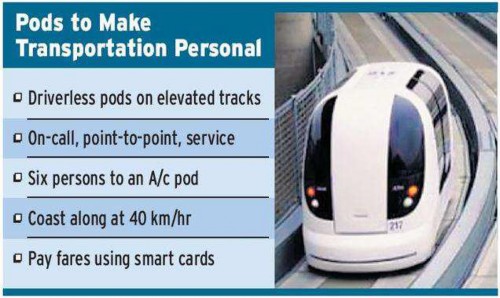 Pods to Make
Transportation Personal
Driverless pods on elevated tracks
On-call, point-to-point, service
Six persons to an A/c pod
Coast along at 40 km/hr
Pay fares using smart cards
217